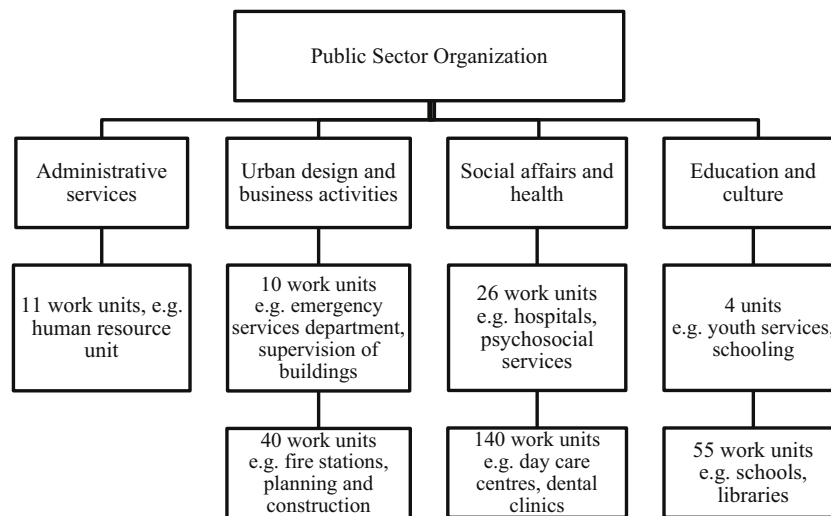 Public Sector Organization
Administrative
services
Urban design and
business activities
Social affairs and
health
Education and
culture
11 work units, e.g.
human resource
unit
10 work units
e.g. emergency
services department,
supervision of
buildings
26 work units
e.g. hospitals,
psychosocial
services
4 units
e.g. youth services,
schooling
40 work units
e.g. fire stations,
planning and
construction
140 work units
e.g. day care
centres, dental
clinics
55 work units
e.g. schools,
libraries